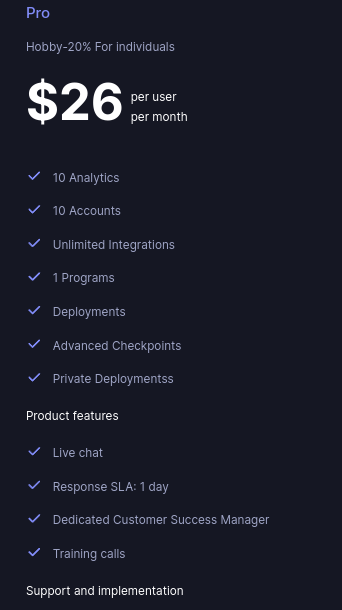 Pro
Hobby-20% For individuals
$26 per user
per month
10 Analytics
10 Accounts
Unlimited Integrations
1 Programs
Deployments
Advanced Checkpoints
Private Deploymentss
Product features
Live chat
Response SLA: 1 day
Dedicated Customer Success Manager
Training calls
Support and implementation